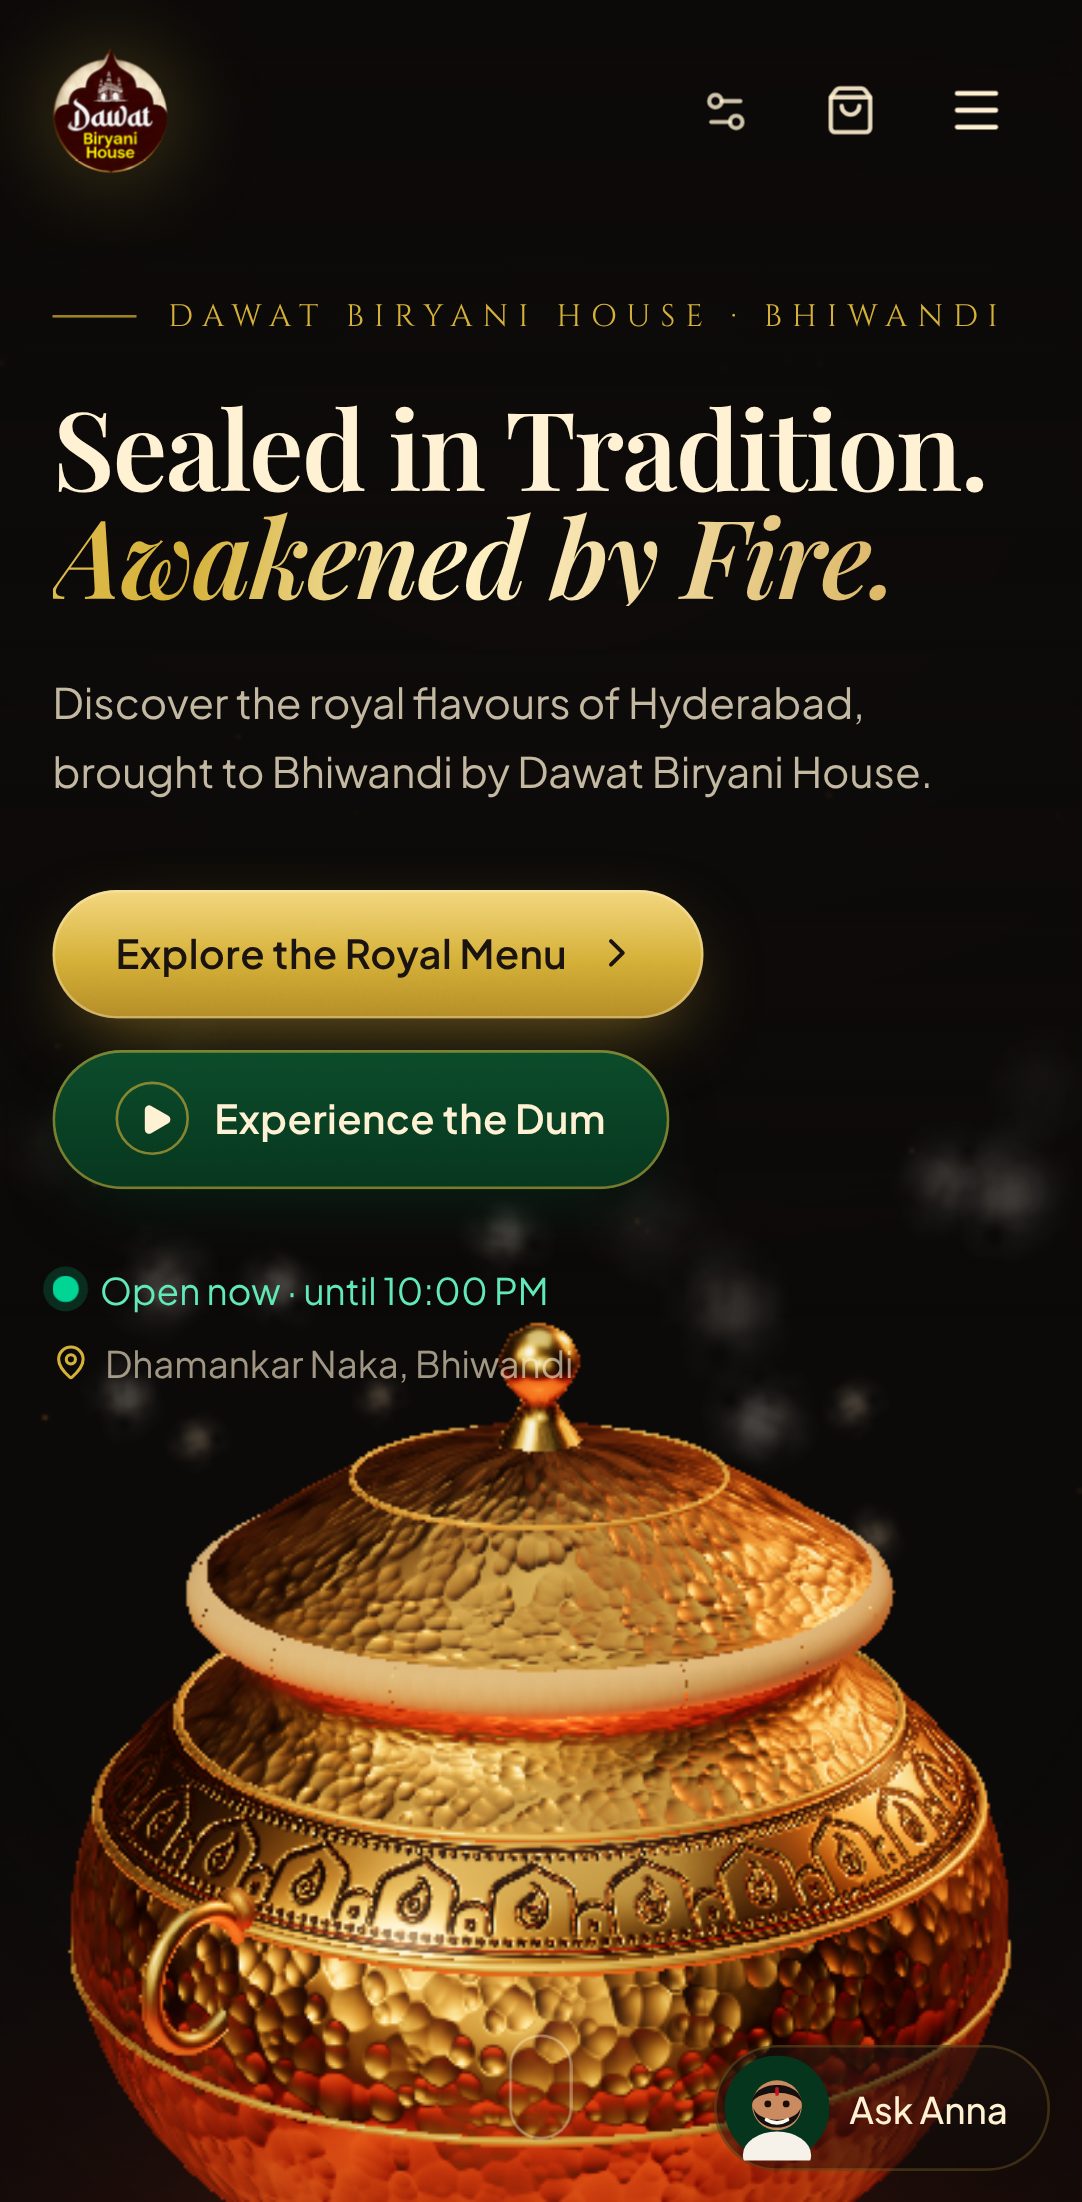 Dawat
Biryani
House
DAWAT BIRYANI HOUSE · BHIWANDI
Sealed in Tradition.
Awakened by Fire.
Discover the royal flavours of Hyderabad,
brought to Bhiwandi by Dawat Biryani House.
Explore the Royal Menu
Experience the Dum
Open now · until 10:00 PM
Dhamankar Naka, Bhiwandi
Ask Anna